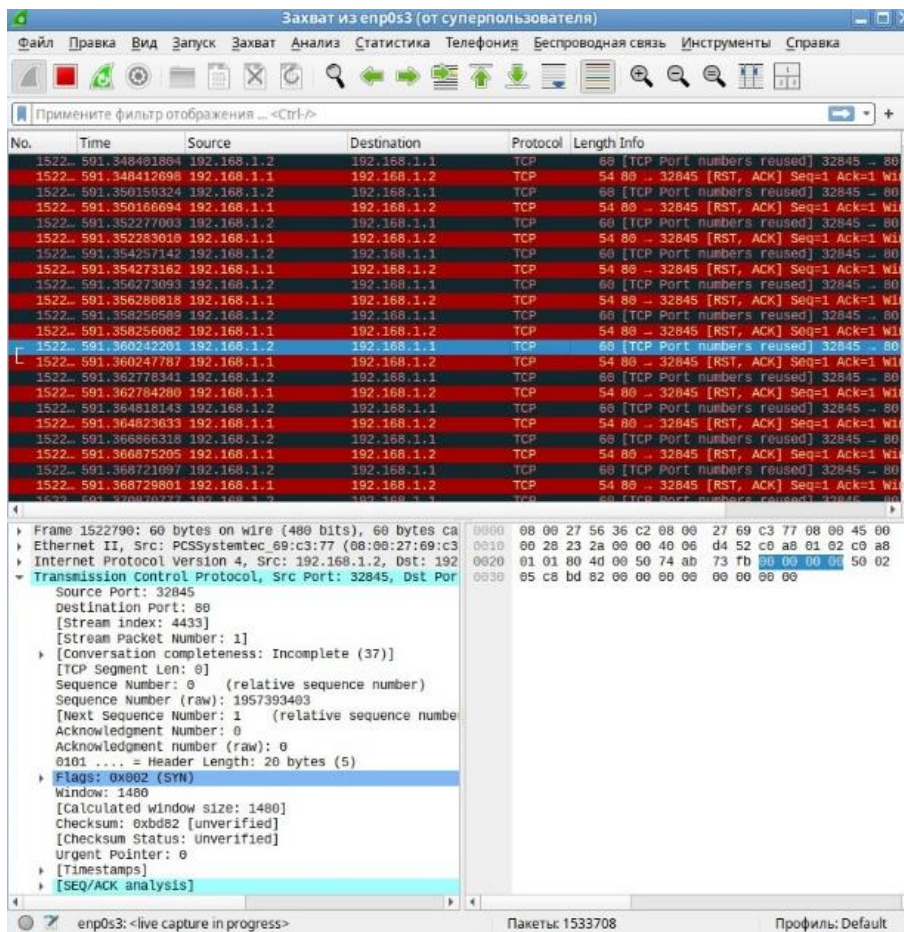 Захват из enp0s3 (от суперпользователя)
Файл Правка Вид Запуск Захват Анализ Статистика Телефония Беспроводная связь Инструменты Справка
Примените фильтр отображения ... <Ctrl-/>
No. Time Source Destination Protocol Length Info
1522… 591.348401804 192.168.1.2 192.168.1.1 TCP 60 [TCP Port numbers reused] 32845 → 80
1522… 591.348412698 192.168.1.1 192.168.1.2 TCP 54 80 → 32845 [RST, ACK] Seq=1 Ack=1 Wi
1522… 591.350159324 192.168.1.2 192.168.1.1 TCP 60 [TCP Port numbers reused] 32845 → 80
1522… 591.350166694 192.168.1.1 192.168.1.2 TCP 54 80 → 32845 [RST, ACK] Seq=1 Ack=1 Wi
1522… 591.352277003 192.168.1.2 192.168.1.1 TCP 60 [TCP Port numbers reused] 32845 → 80
1522… 591.352283010 192.168.1.1 192.168.1.2 TCP 54 80 → 32845 [RST, ACK] Seq=1 Ack=1 Wi
1522… 591.354257142 192.168.1.2 192.168.1.1 TCP 60 [TCP Port numbers reused] 32845 → 80
1522… 591.354273162 192.168.1.1 192.168.1.2 TCP 54 80 → 32845 [RST, ACK] Seq=1 Ack=1 Wi
1522… 591.356273093 192.168.1.2 192.168.1.1 TCP 60 [TCP Port numbers reused] 32845 → 80
1522… 591.356280818 192.168.1.1 192.168.1.2 TCP 54 80 → 32845 [RST, ACK] Seq=1 Ack=1 Wi
1522… 591.358250589 192.168.1.2 192.168.1.1 TCP 60 [TCP Port numbers reused] 32845 → 80
1522… 591.358256082 192.168.1.1 192.168.1.2 TCP 54 80 → 32845 [RST, ACK] Seq=1 Ack=1 Wi
1522… 591.360242201 192.168.1.2 192.168.1.1 TCP 60 [TCP Port numbers reused] 32845 → 80
1522… 591.360247787 192.168.1.1 192.168.1.2 TCP 54 80 → 32845 [RST, ACK] Seq=1 Ack=1 Wi
1522… 591.362778341 192.168.1.2 192.168.1.1 TCP 60 [TCP Port numbers reused] 32845 → 80
1522… 591.362784280 192.168.1.1 192.168.1.2 TCP 54 80 → 32845 [RST, ACK] Seq=1 Ack=1 Wi
1522… 591.364818143 192.168.1.2 192.168.1.1 TCP 60 [TCP Port numbers reused] 32845 → 80
1522… 591.364823633 192.168.1.1 192.168.1.2 TCP 54 80 → 32845 [RST, ACK] Seq=1 Ack=1 Wi
1522… 591.366866318 192.168.1.2 192.168.1.1 TCP 60 [TCP Port numbers reused] 32845 → 80
1522… 591.366875205 192.168.1.1 192.168.1.2 TCP 54 80 → 32845 [RST, ACK] Seq=1 Ack=1 Wi
1522… 591.368721097 192.168.1.2 192.168.1.1 TCP 60 [TCP Port numbers reused] 32845 → 80
1522… 591.368729801 192.168.1.1 192.168.1.2 TCP 54 80 → 32845 [RST, ACK] Seq=1 Ack=1 Wi
Frame 1522790: 60 bytes on wire (480 bits), 60 bytes ca
Ethernet II, Src: PCSSystemtec_69:c3:77 (08:00:27:69:c3
Internet Protocol Version 4, Src: 192.168.1.2, Dst: 192
Transmission Control Protocol, Src Port: 32845, Dst Por
Source Port: 32845
Destination Port: 80
[Stream index: 4433]
[Stream Packet Number: 1]
[Conversation completeness: Incomplete (37)]
[TCP Segment Len: 0]
Sequence Number: 0 (relative sequence number)
Sequence Number (raw): 1957393403
[Next Sequence Number: 1 (relative sequence numbe
Acknowledgment Number: 0
Acknowledgment number (raw): 0
0101 .... = Header Length: 20 bytes (5)
Flags: 0x002 (SYN)
Window: 1480
[Calculated window size: 1480]
Checksum: 0xbd82 [unverified]
[Checksum Status: Unverified]
Urgent Pointer: 0
[Timestamps]
[SEQ/ACK analysis]
0000 08 00 27 56 36 c2 08 00 27 69 c3 77 08 00 45 00
0010 00 28 23 2a 00 00 40 06 d4 52 c0 a8 01 02 c0 a8
0020 01 01 80 4d 00 50 74 ab 73 fb 00 00 00 00 50 02
0030 05 c8 bd 82 00 00 00 00 00 00 00 00
enp0s3: <live capture in progress> Пакеты: 1533708 Профиль: Default